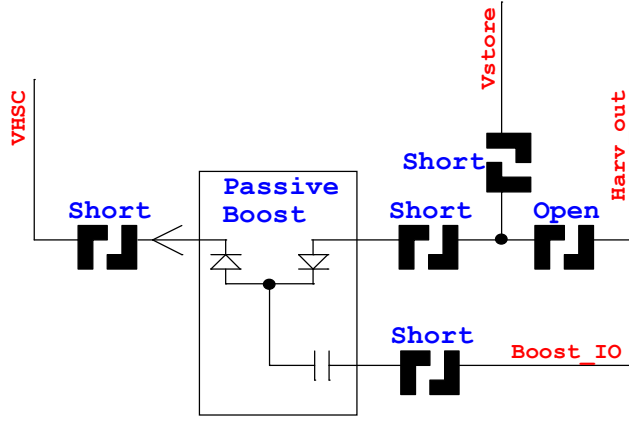 Vstore
VHSC
Harv out
Short
Passive
Boost
Short
Short
Open
Short
Boost_IO